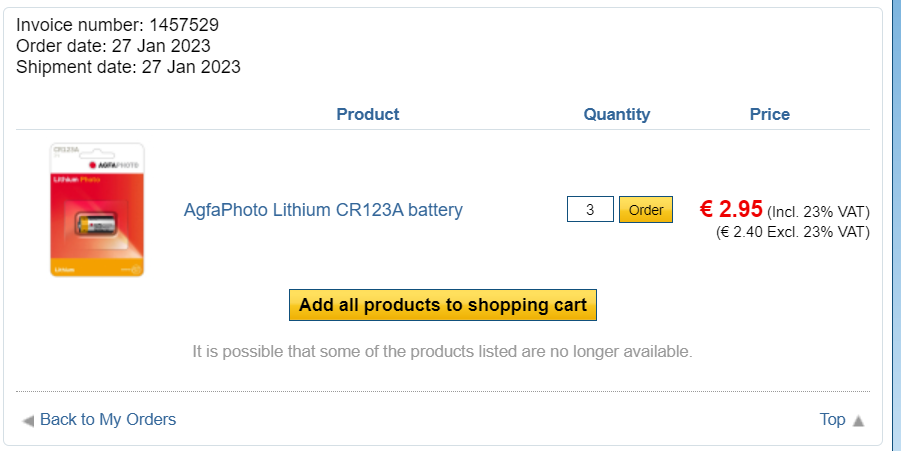 Invoice number: 1457529
Order date: 27 Jan 2023
Shipment date: 27 Jan 2023
Product Quantity Price
CR123A
AGFAPHOTO
Lithium Photo
AgfaPhoto Lithium CR123A battery
3 Order
€ 2.95 (Incl. 23% VAT)
(€ 2.40 Excl. 23% VAT)
Lithium
Add all products to shopping cart
It is possible that some of the products listed are no longer available.
Back to My Orders
Top